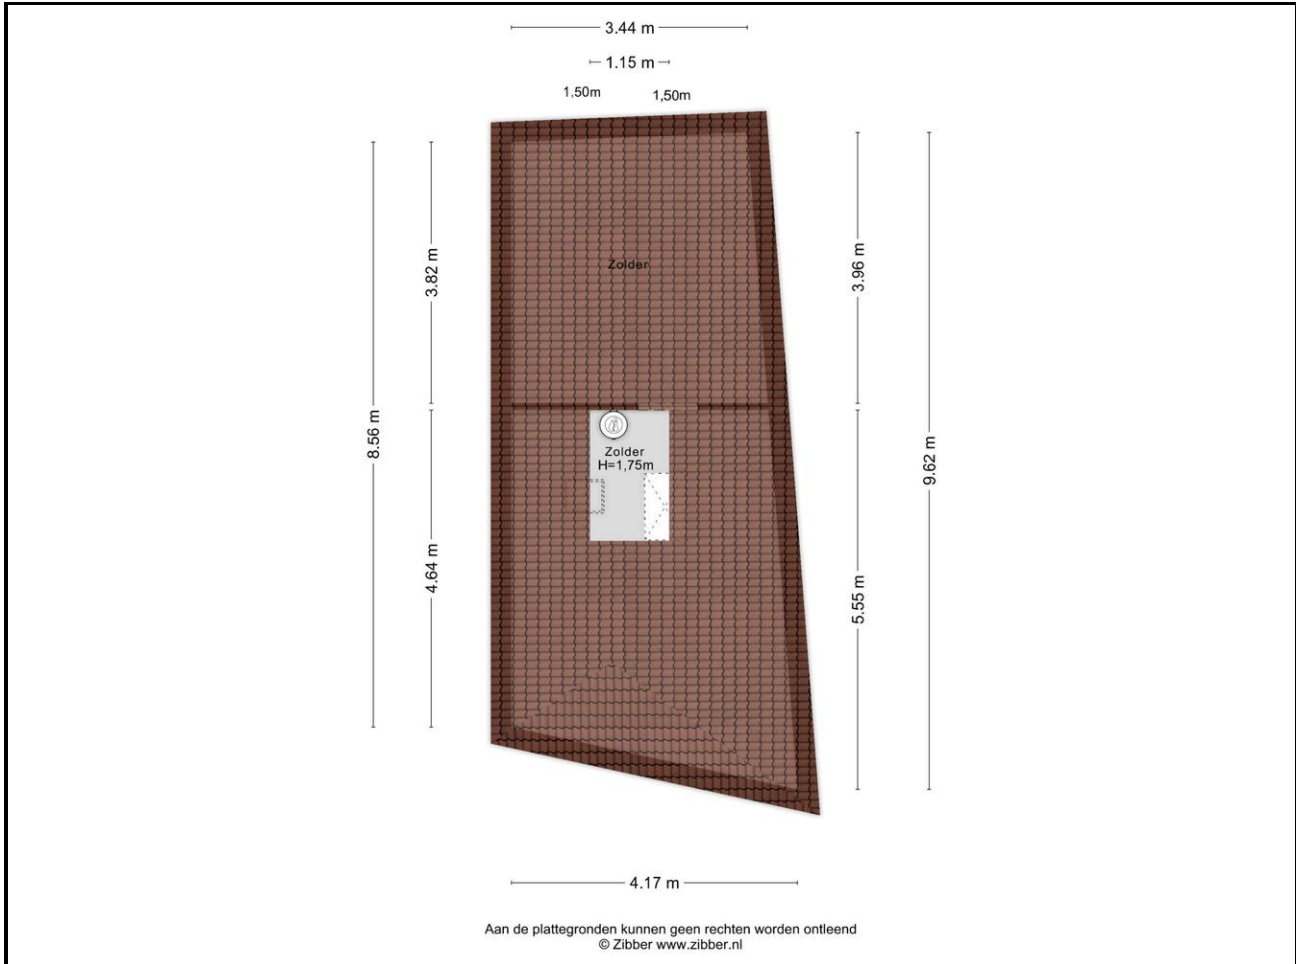 3.44 m
1.15 m
1,50m
1,50m
Zolder
3.82 m
3.96 m
8.56 m
9.62 m
Zolder
H=1,75m
4.64 m
5.55 m
4.17 m
Aan de plattegronden kunnen geen rechten worden ontleend
© Zibber www.zibber.nl